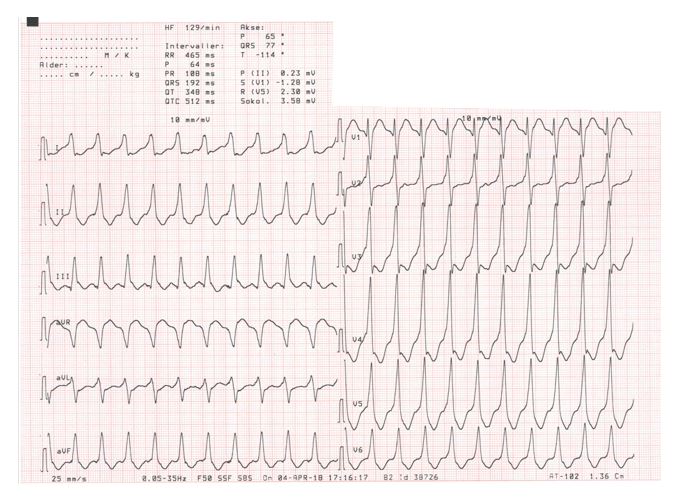 HF 129/min Akse:
P 65 °
Intervaller: QRS 77 °
M / K RR 465 ms T -114 °
Alder: ...... P 64 ms
..... cm / ..... kg PR 108 ms P (II) 0.23 mV
QRS 192 ms S (V1) -1.28 mV
QT 348 ms R (V5) 2.30 mV
QTC 512 ms Sokol. 3.58 mV
10 mm/mV
10 mm/mV
I
II
III
aVR
aVL
aVF
V1
V2
V3
V4
V5
V6
25 mm/s 0.05-35Hz F50 SSF SBS On 04-APR-18 17:16:17 82 Id 38726 AT-102 1.36 Cm